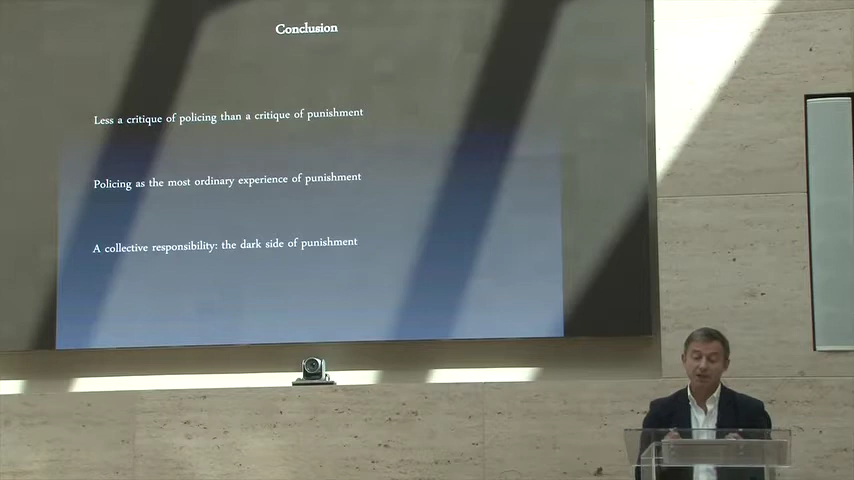 Conclusion
Less a critique of policing than a critique of punishment
Policing as the most ordinary experience of punishment
A collective responsibility: the dark side of punishment